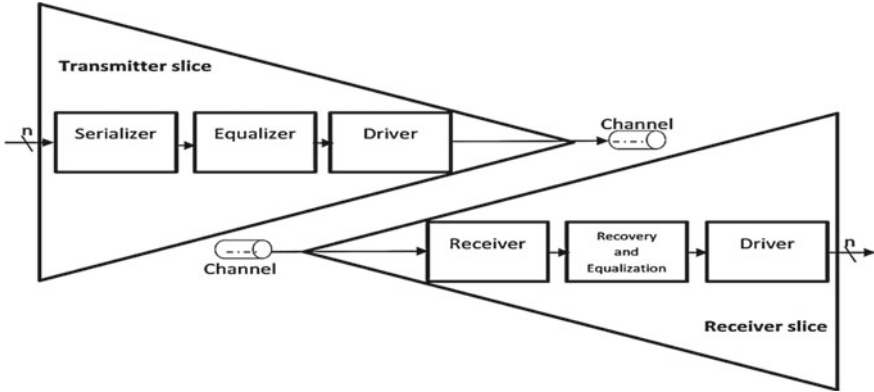 Transmitter slice
n
Serializer
Equalizer
Driver
Channel
Channel
Receiver
Recovery
and
Equalization
Driver
n
Receiver slice